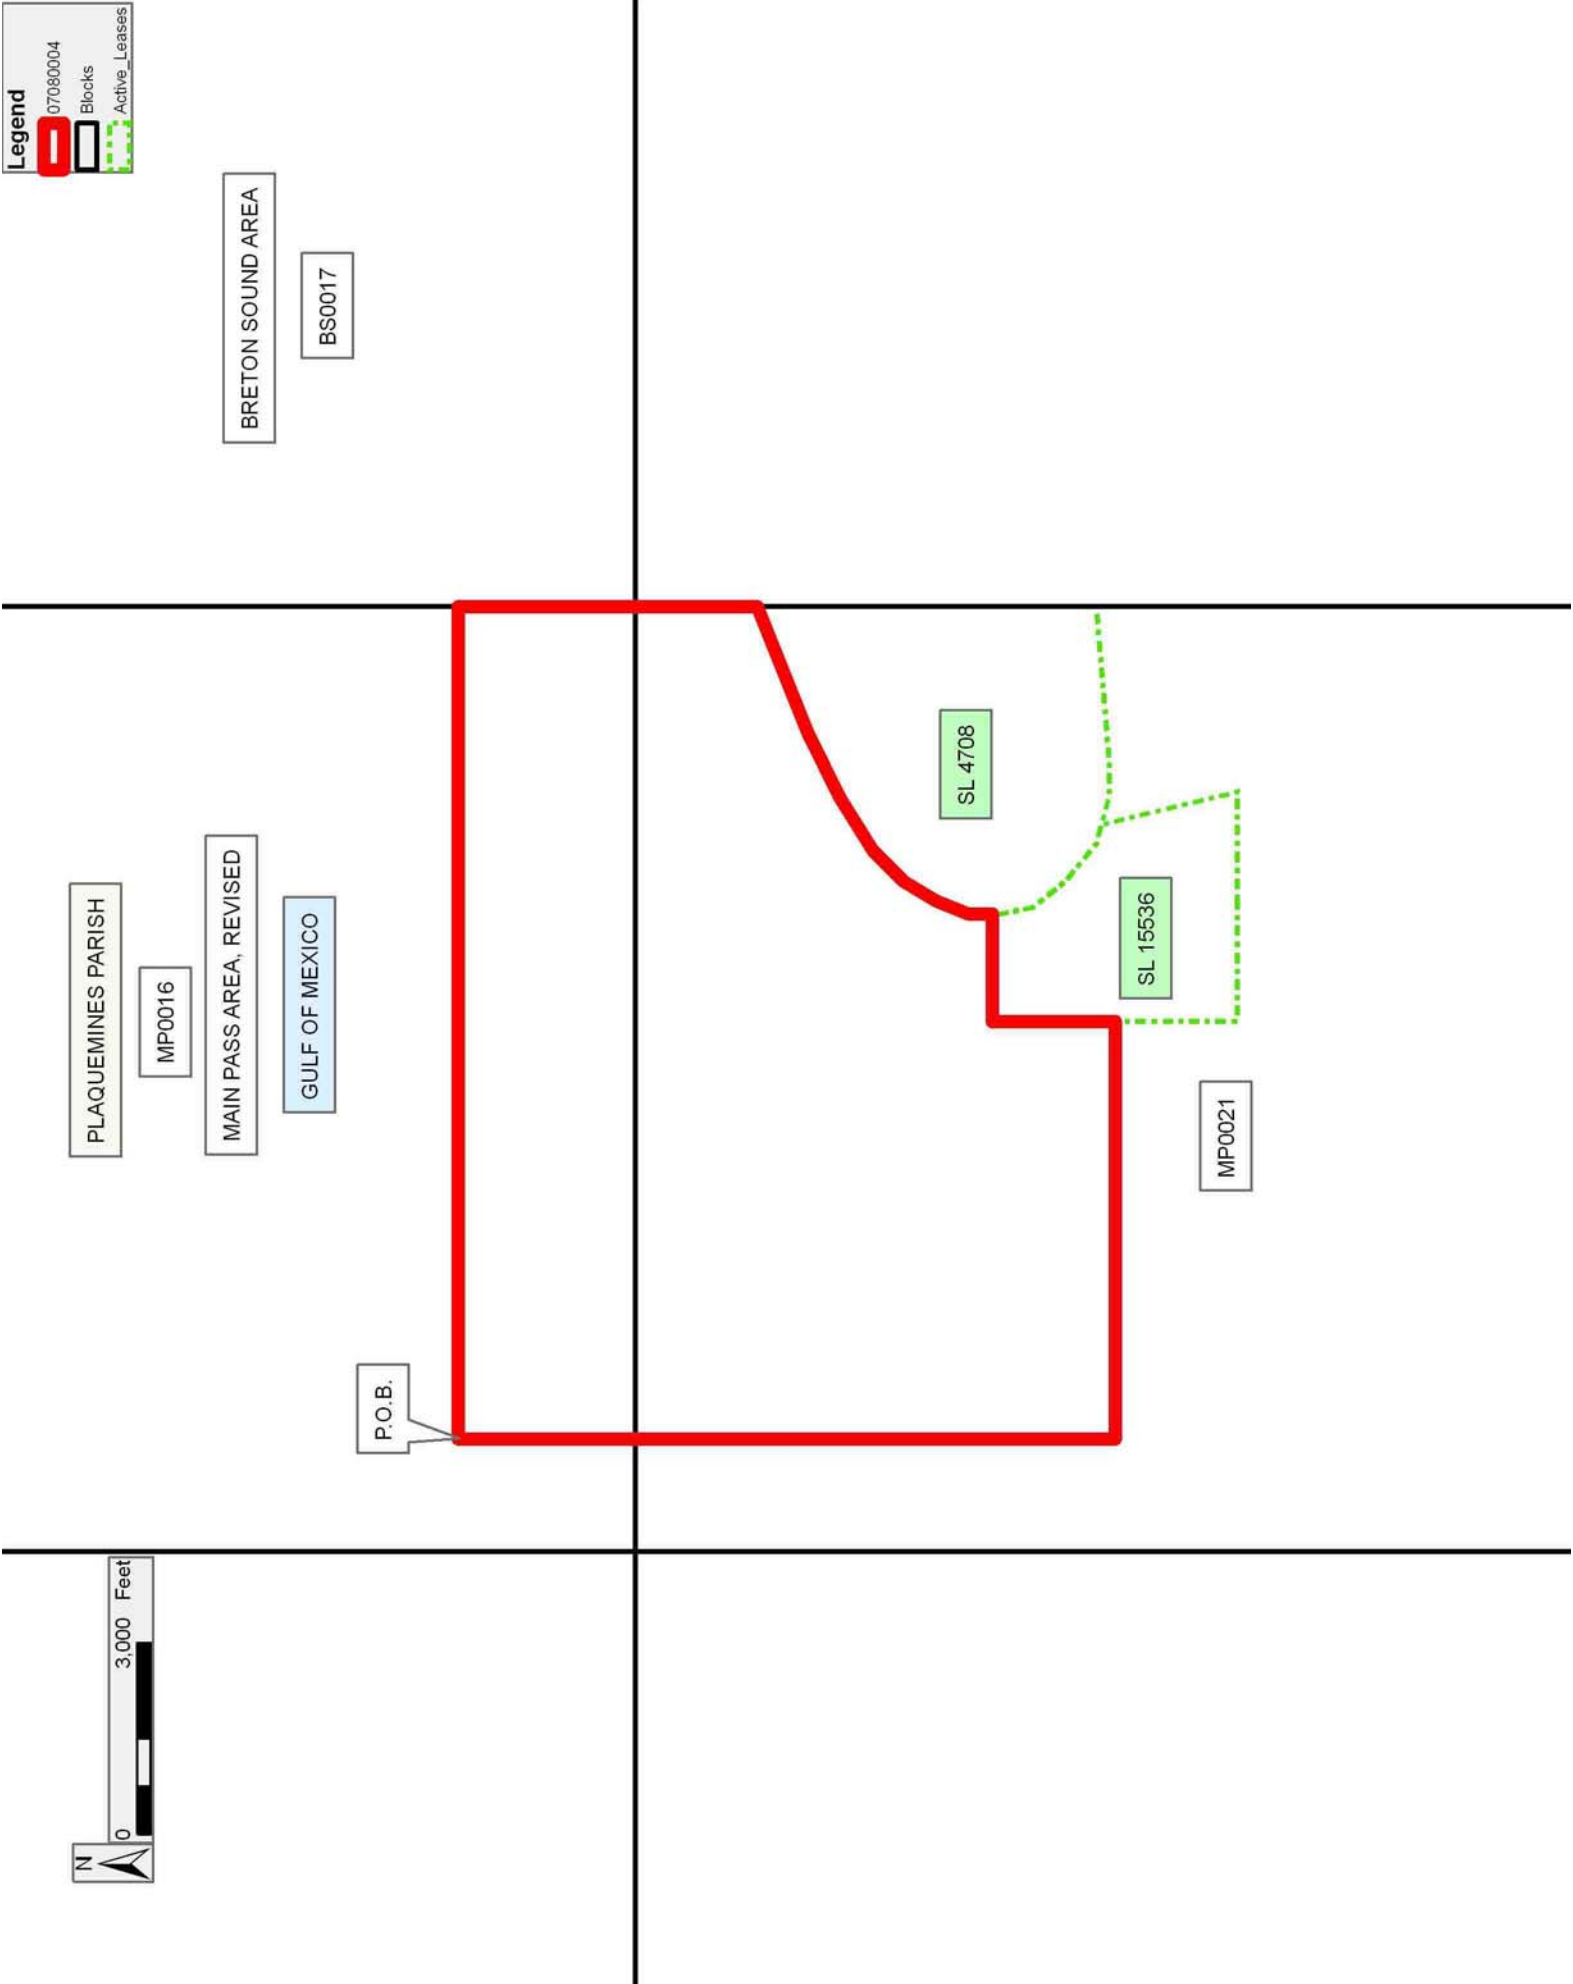 N
0 3,000 Feet
PLAQUEMINES PARISH
MP0016
MAIN PASS AREA, REVISED
GULF OF MEXICO
Legend
07080004
Blocks
Active_Leases
BRETON SOUND AREA
BS0017
P.O.B.
SL 4708
SL 15536
MP0021